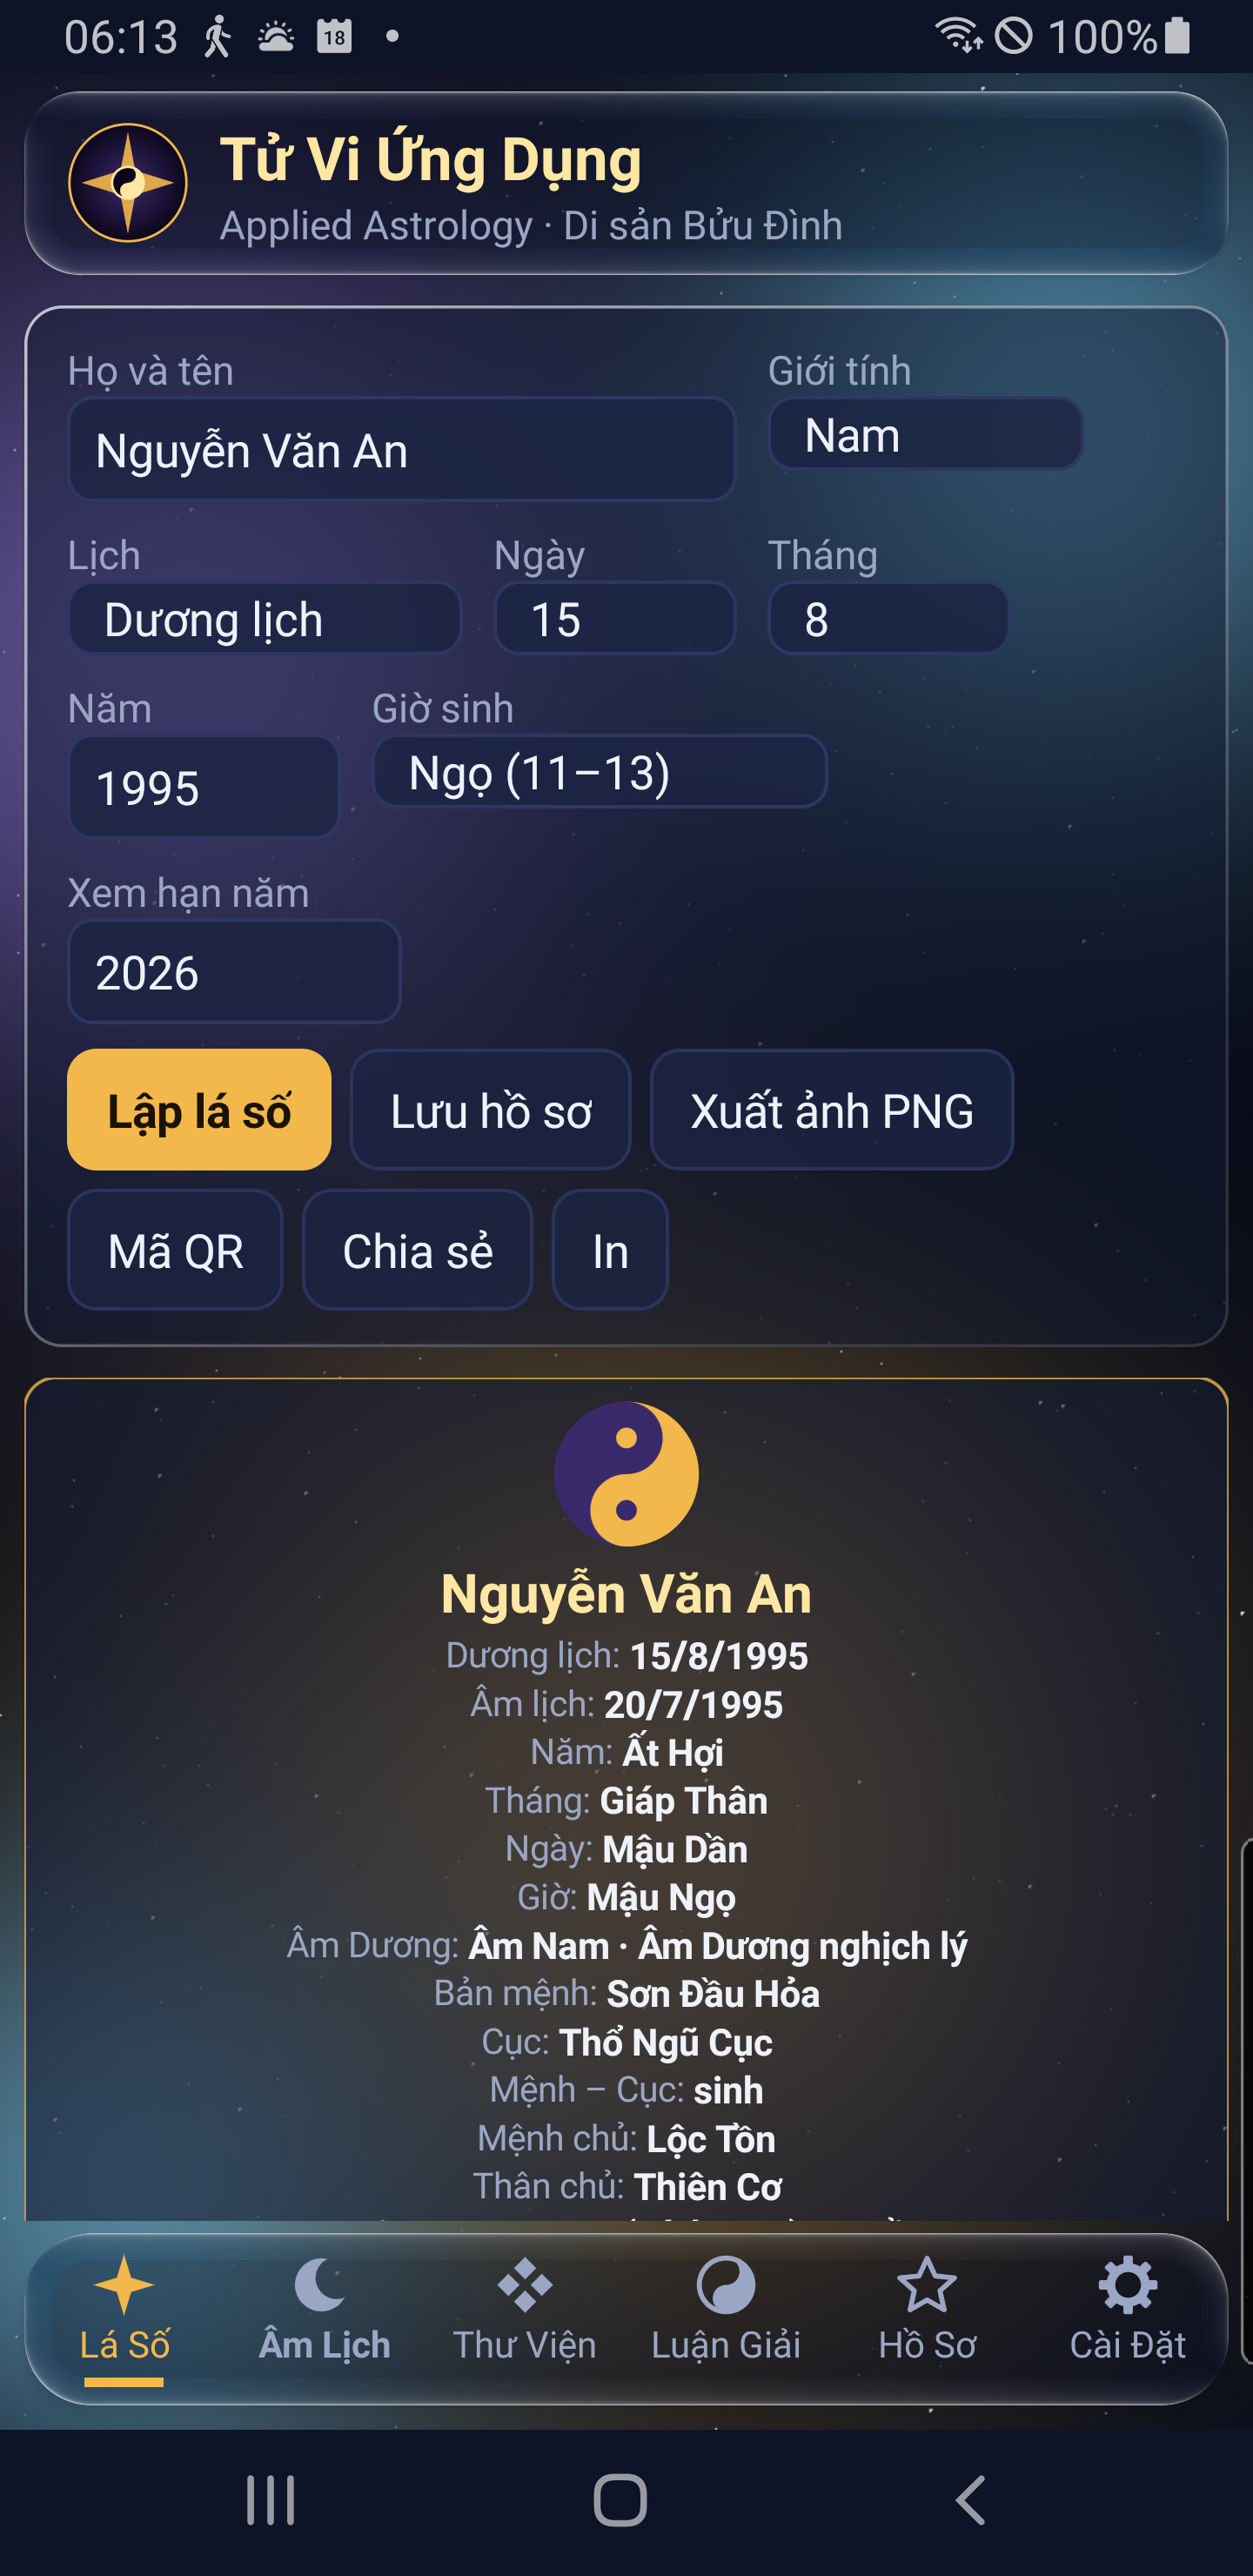 06:13
18
100%
Tử Vi Ứng Dụng
Applied Astrology · Di sản Bửu Đình
Họ và tên
Giới tính
Nguyễn Văn An
Nam
Lịch
Ngày
Tháng
Dương lịch
15
8
Năm
Giờ sinh
1995
Ngọ (11–13)
Xem hạn năm
2026
Lập lá số
Lưu hồ sơ
Xuất ảnh PNG
Mã QR
Chia sẻ
In
Nguyễn Văn An
Dương lịch: 15/8/1995
Âm lịch: 20/7/1995
Năm: Ất Hợi
Tháng: Giáp Thân
Ngày: Mậu Dần
Giờ: Mậu Ngọ
Âm Dương: Âm Nam · Âm Dương nghịch lý
Bản mệnh: Sơn Đầu Hỏa
Cục: Thổ Ngũ Cục
Mệnh – Cục: sinh
Mệnh chủ: Lộc Tồn
Thân chủ: Thiên Cơ
Lá Số
Âm Lịch
Thư Viện
Luận Giải
Hồ Sơ
Cài Đặt